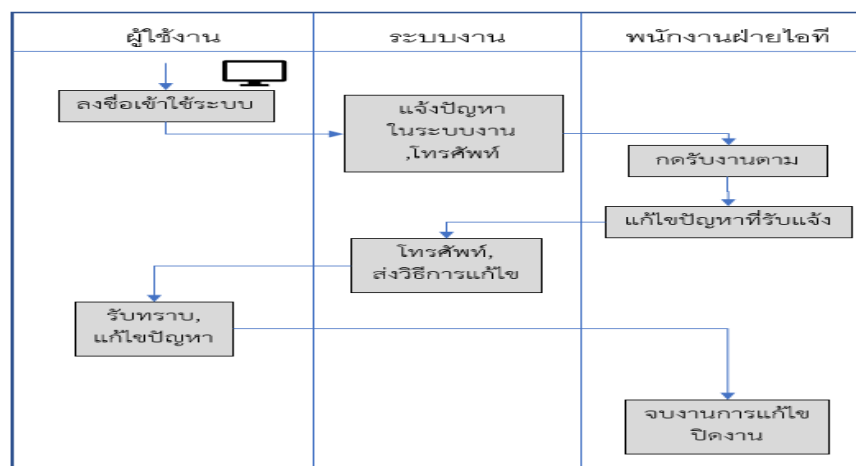 ผู้ใช้งาน
ระบบงาน
พนักงานฝ่ายไอที
ลงชื่อเข้าใช้ระบบ
แจ้งปัญหา
ในระบบงาน
,โทรศัพท์
กดรับงานตาม
แก้ไขปัญหาที่รับแจ้ง
โทรศัพท์,
ส่งวิธีการแก้ไข
รับทราบ,
แก้ไขปัญหา
จบงานการแก้ไข
ปิดงาน